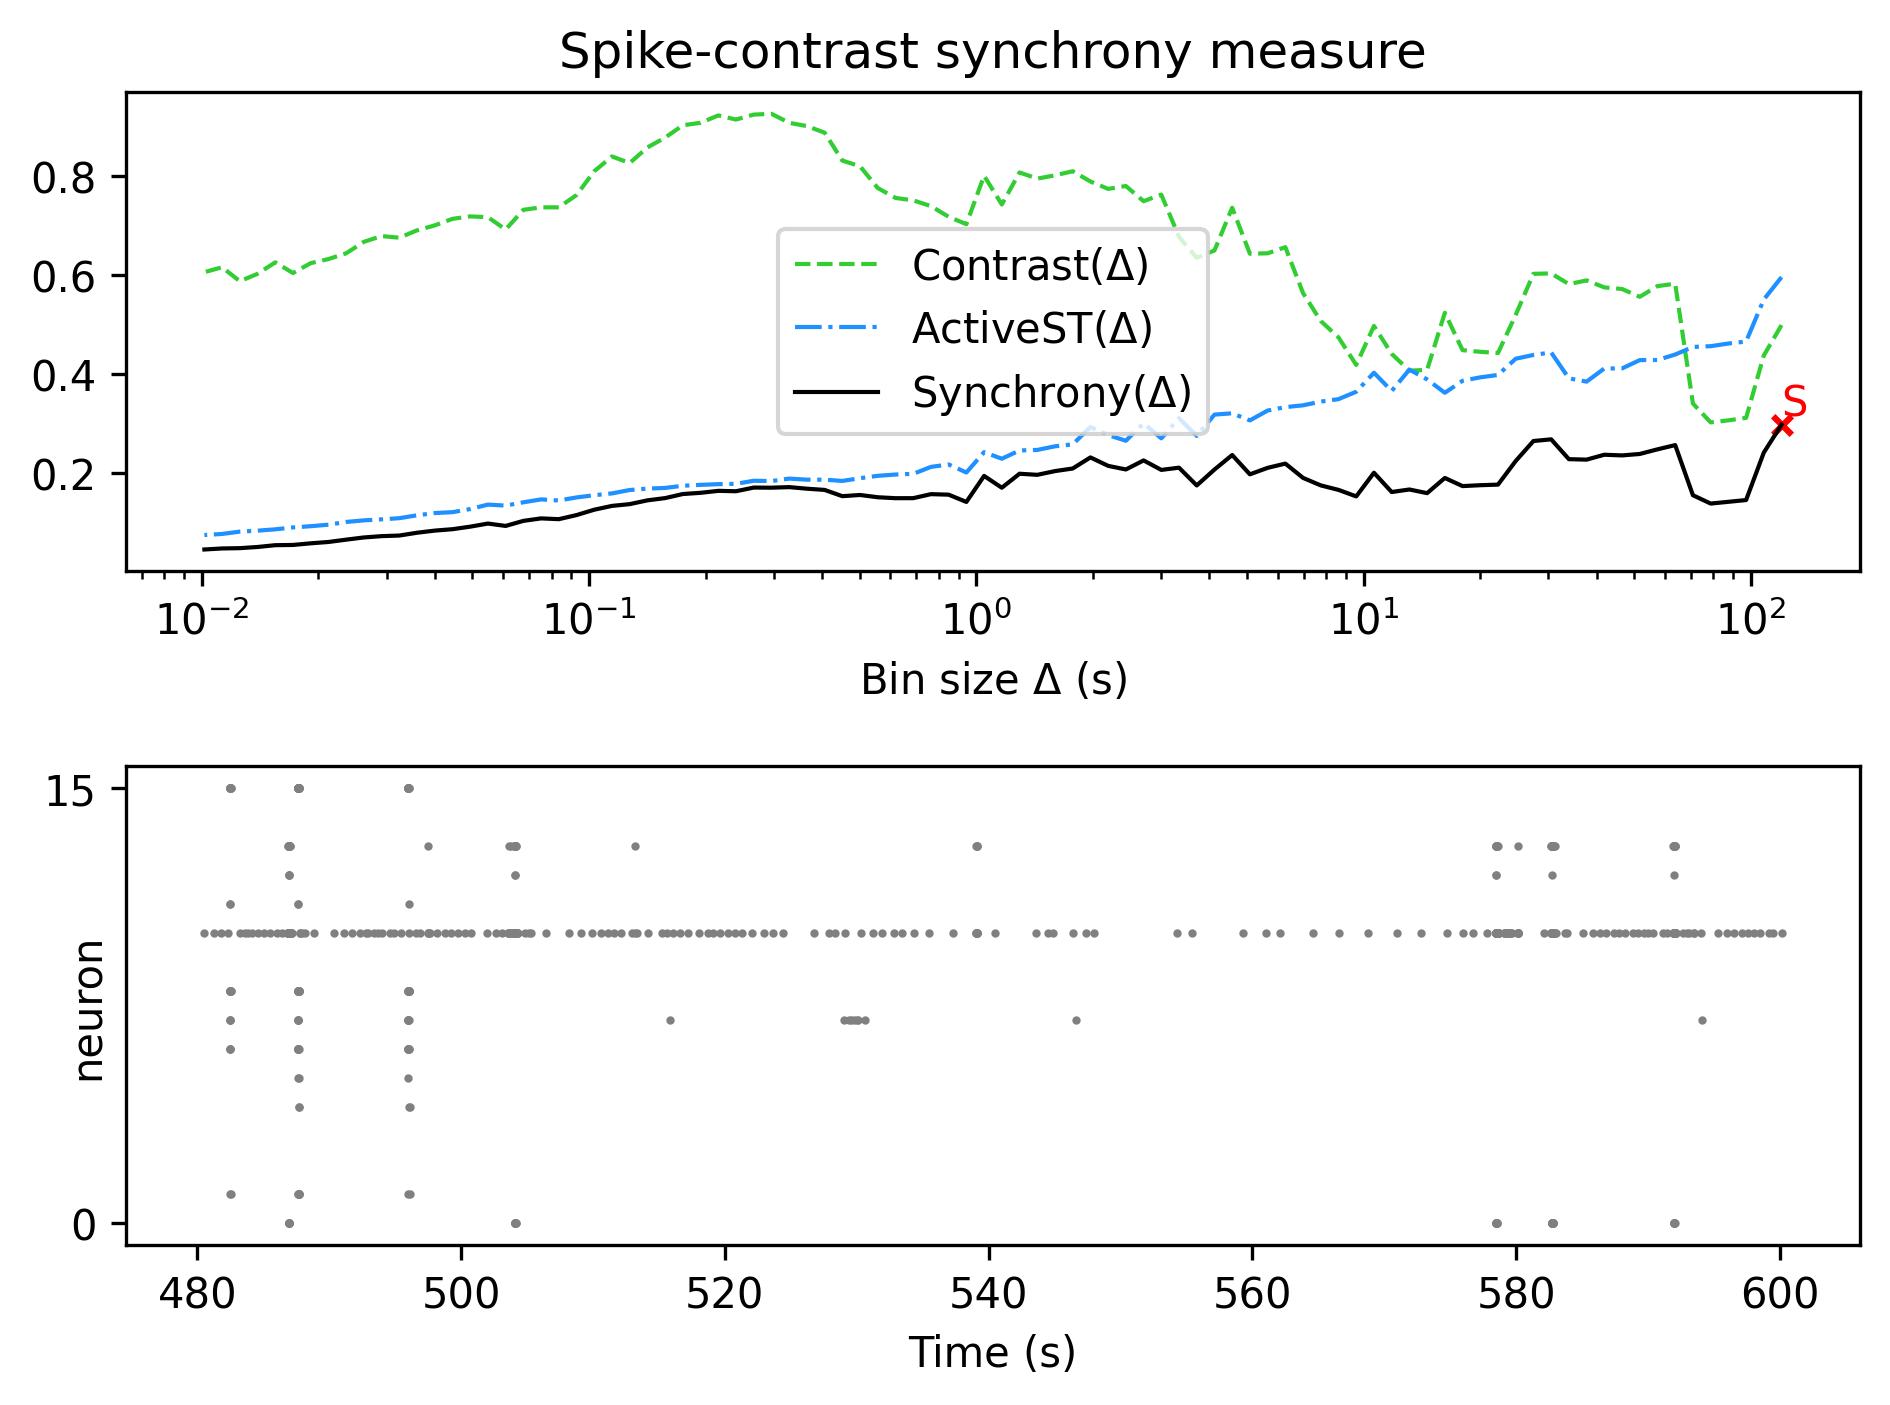 Spike-contrast synchrony measure
0.8
0.6
0.4
0.2
Contrast(Δ)
ActiveST(Δ)
Synchrony(Δ)
S
10⁻² 10⁻¹ 10⁰ 10¹ 10²
Bin size Δ (s)
15
0
neuron
480 500 520 540 560 580 600
Time (s)